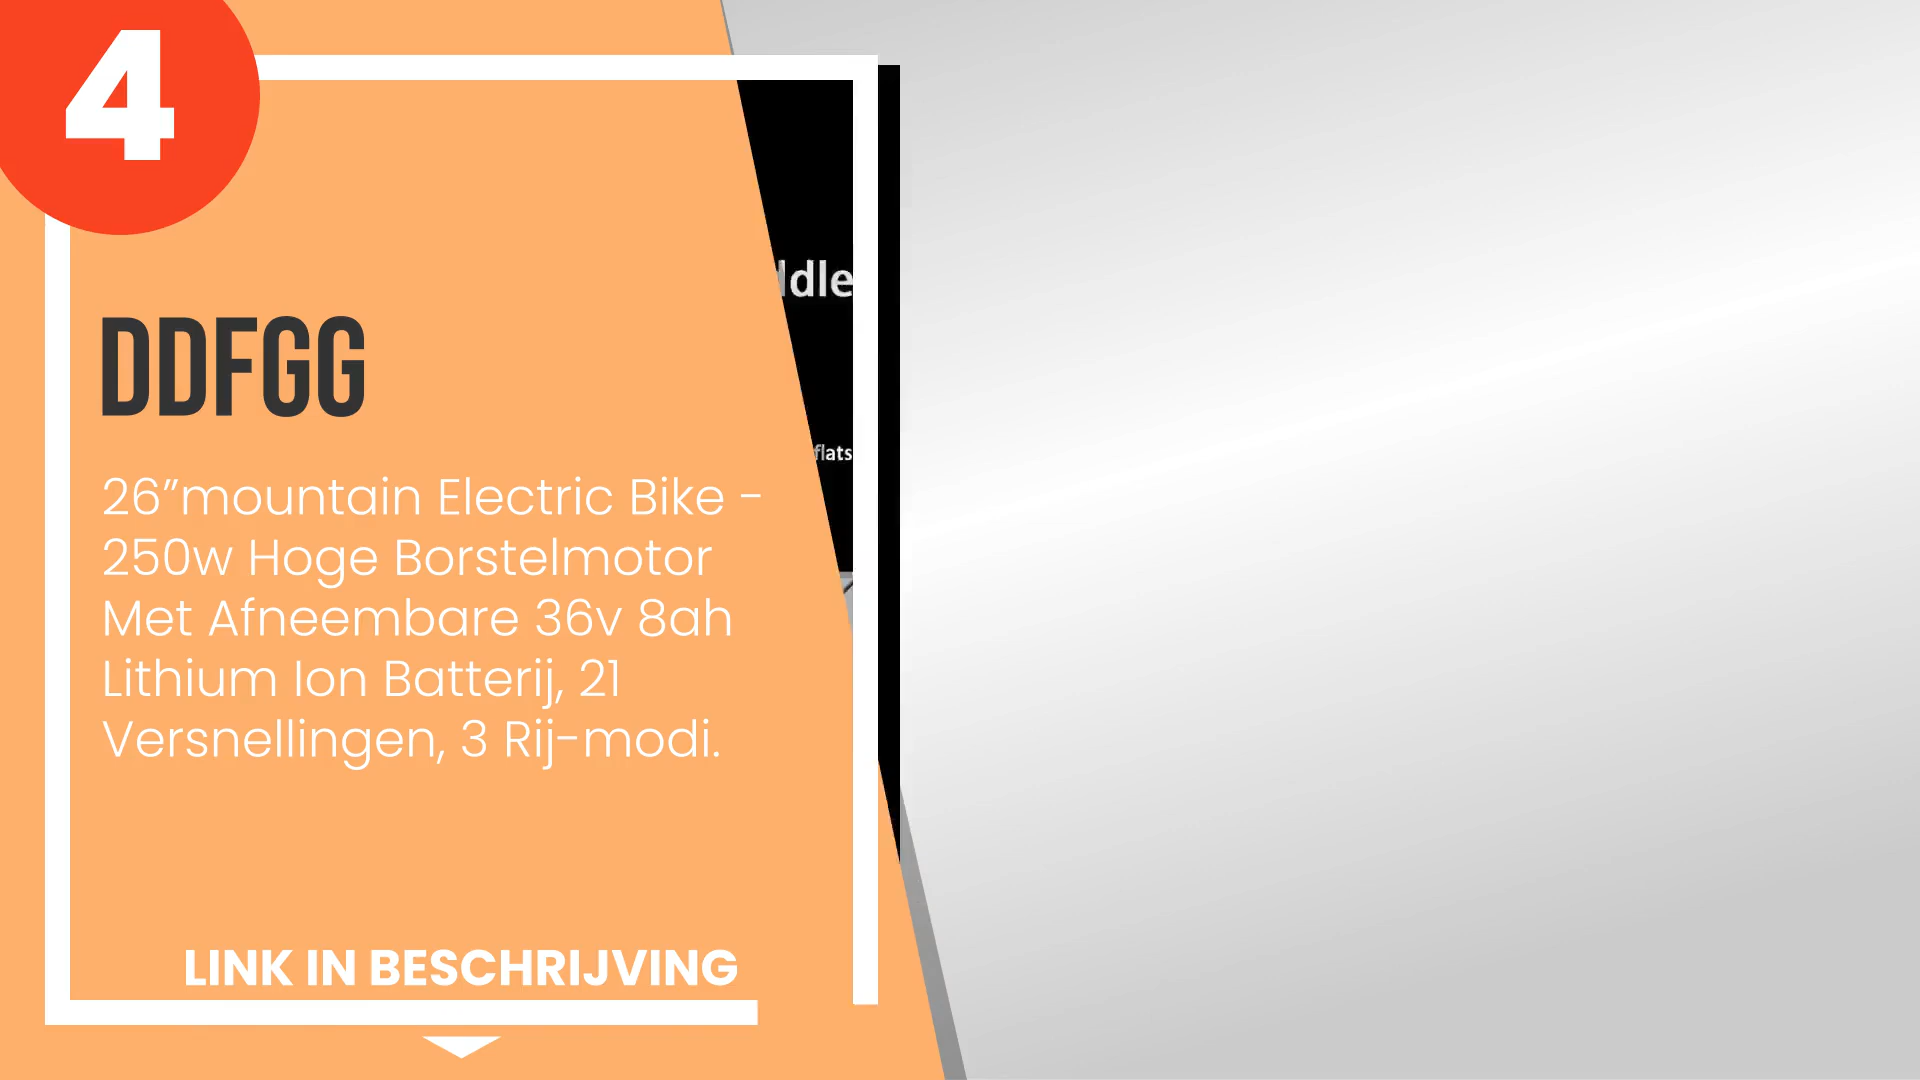 4
DDFGG
26”mountain Electric Bike -
250w Hoge Borstelmotor
Met Afneembare 36v 8ah
Lithium Ion Batterij, 21
Versnellingen, 3 Rij-modi.
flats
LINK IN BESCHRIJVING